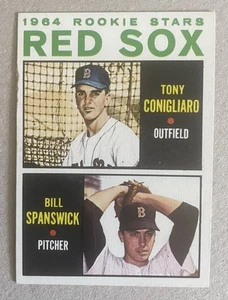 1964 ROOKIE STARS
RED SOX
TONY
CONIGLIARO
OUTFIELD
B
BILL
SPANSWICK
PITCHER
B